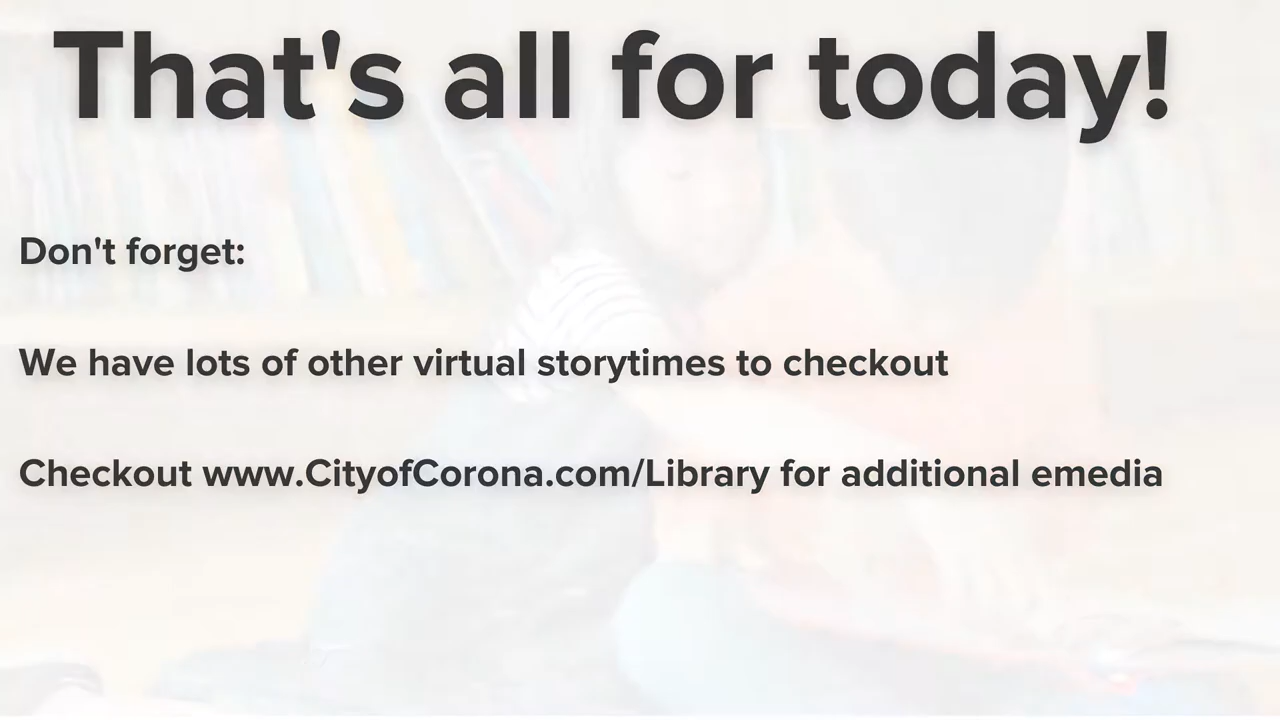 That's all for today!
Don't forget:
We have lots of other virtual storytimes to checkout
Checkout www.CityofCorona.com/Library for additional emedia